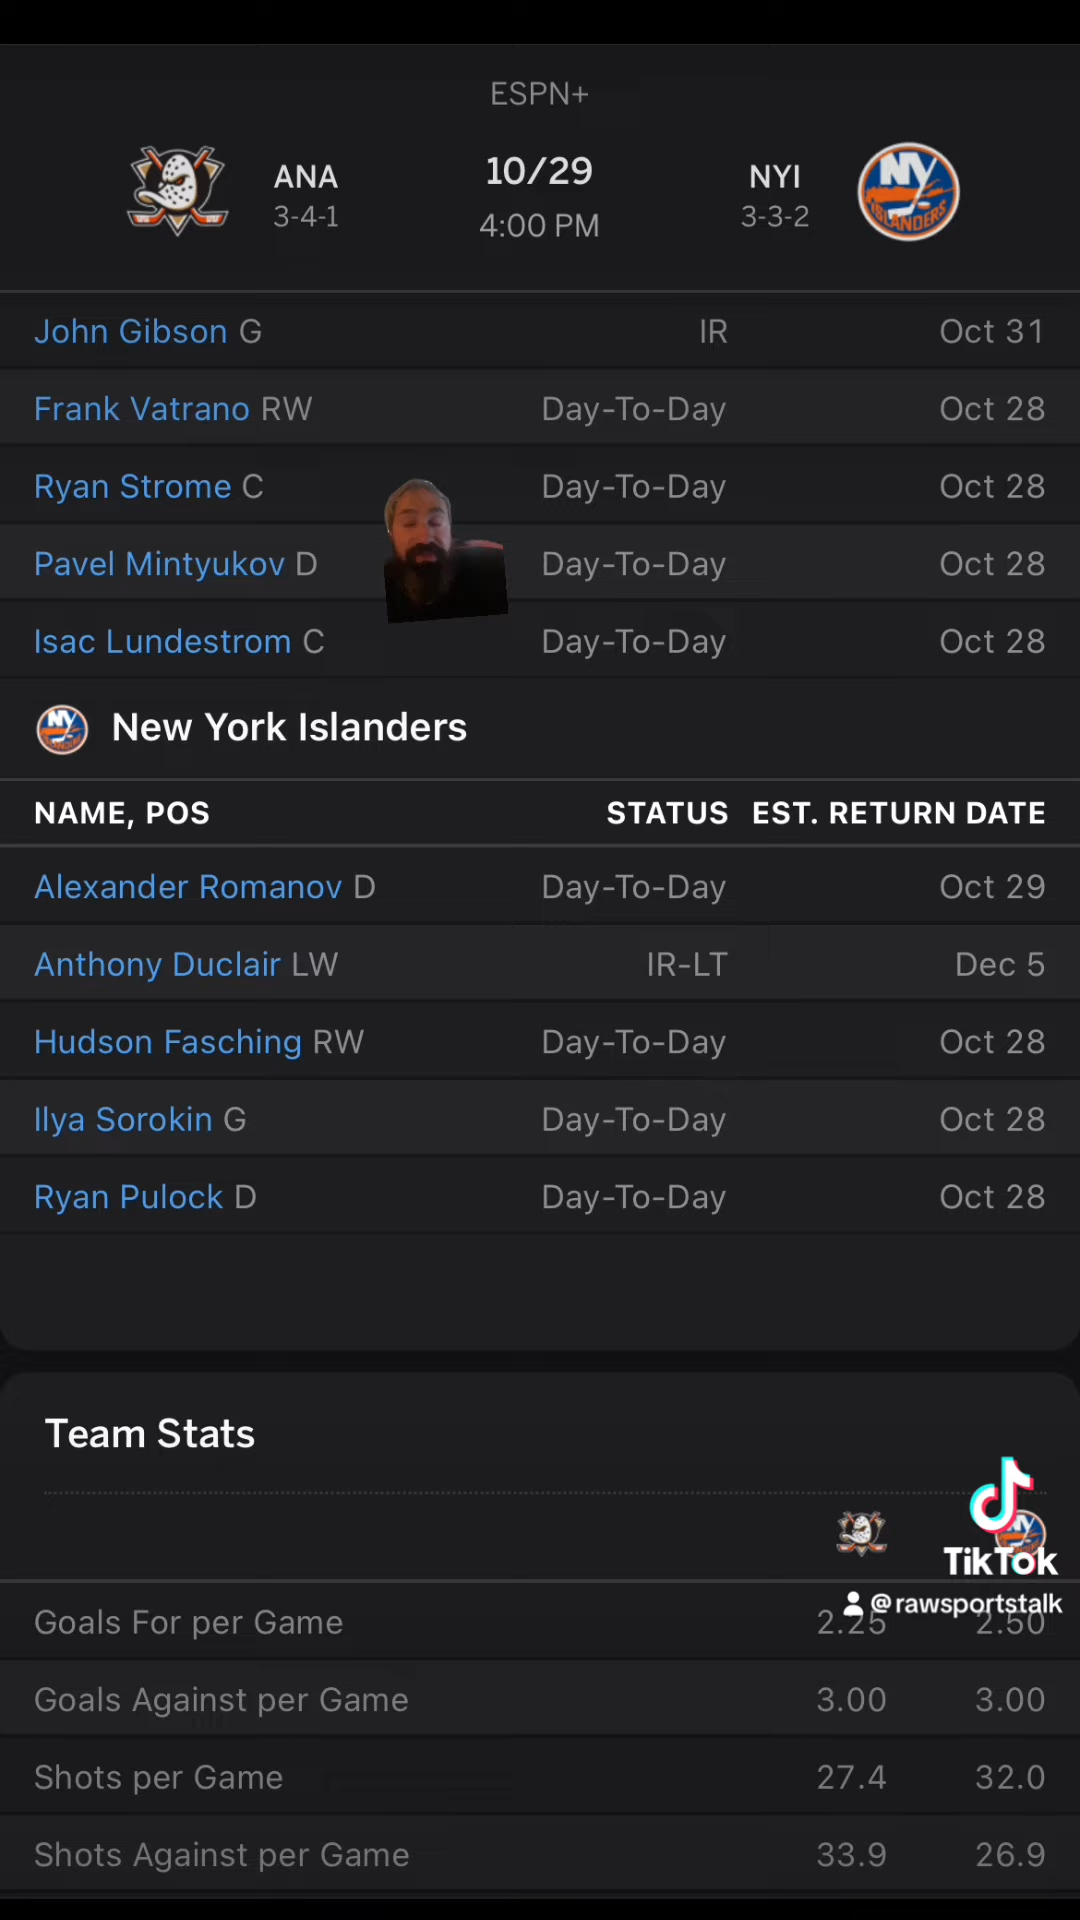 ESPN+
ANA 10/29 NYI
3-4-1 4:00 PM 3-3-2
NY ISLANDERS
John Gibson G IR Oct 31
Frank Vatrano RW Day-To-Day Oct 28
Ryan Strome C Day-To-Day Oct 28
Pavel Mintyukov D Day-To-Day Oct 28
Isac Lundestrom C Day-To-Day Oct 28
NY New York Islanders
NAME, POS STATUS EST. RETURN DATE
Alexander Romanov D Day-To-Day Oct 29
Anthony Duclair LW IR-LT Dec 5
Hudson Fasching RW Day-To-Day Oct 28
Ilya Sorokin G Day-To-Day Oct 28
Ryan Pulock D Day-To-Day Oct 28
Team Stats
NY
TikTok
@rawsportstalk
Goals For per Game 2.25 2.50
Goals Against per Game 3.00 3.00
Shots per Game 27.4 32.0
Shots Against per Game 33.9 26.9